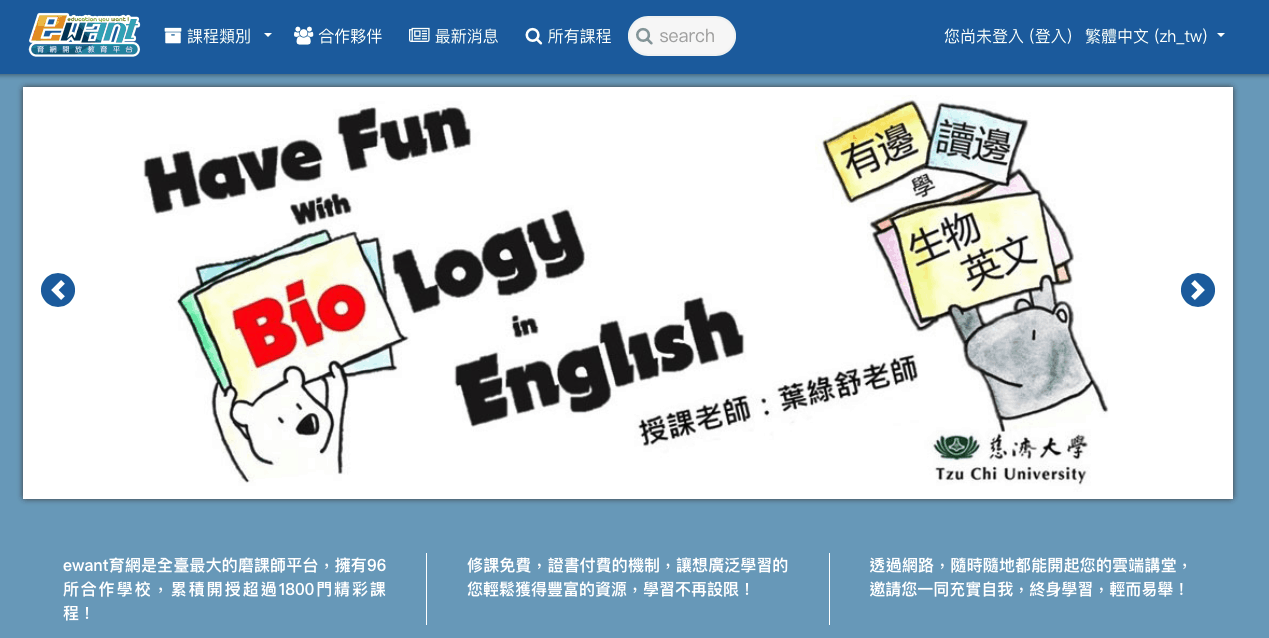 education you want!
ewant
育網開放教育平台
課程類別
合作夥伴
最新消息
所有課程
search
您尚未登入 (登入)
繁體中文 (zh_tw)
Have Fun
With
Bio Logy
in
English
授課老師：葉綠舒老師
有邊
讀邊
學
生物
英文
慈濟大學
Tzu Chi University
ewant育網是全臺最大的磨課師平台，擁有96
所合作學校，累積開授超過1800門精彩課
程！
修課免費，證書付費的機制，讓想廣泛學習的
您輕鬆獲得豐富的資源，學習不再設限！
透過網路，隨時隨地都能開起您的雲端講堂，
邀請您一同充實自我，終身學習，輕而易舉！